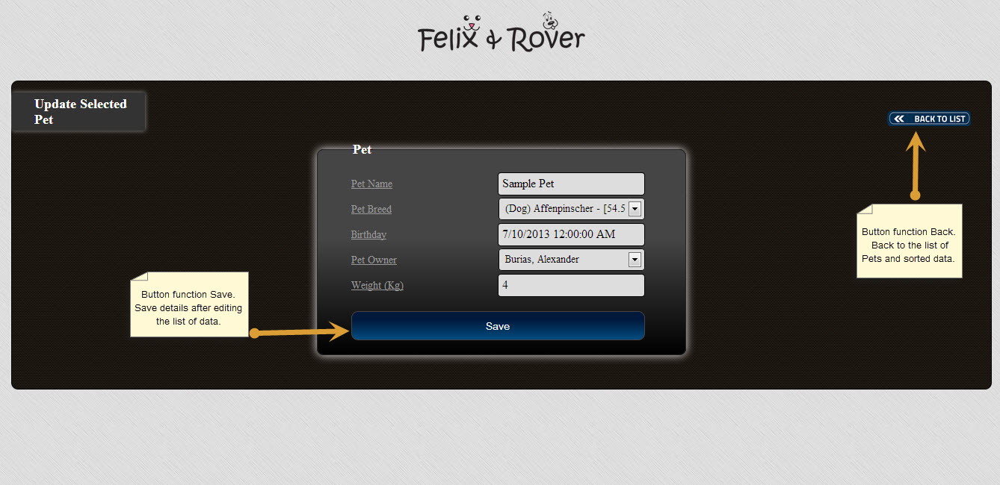 Felix & Rover
Update Selected
Pet
BACK TO LIST
Pet
Pet Name
Sample Pet
Pet Breed
(Dog) Affenpinscher - [54.5
Birthday
7/10/2013 12:00:00 AM
Pet Owner
Burias, Alexander
Weight (Kg)
4
Save
Button function Back.
Back to the list of
Pets and sorted data.
Button function Save.
Save details after editing
the list of data.